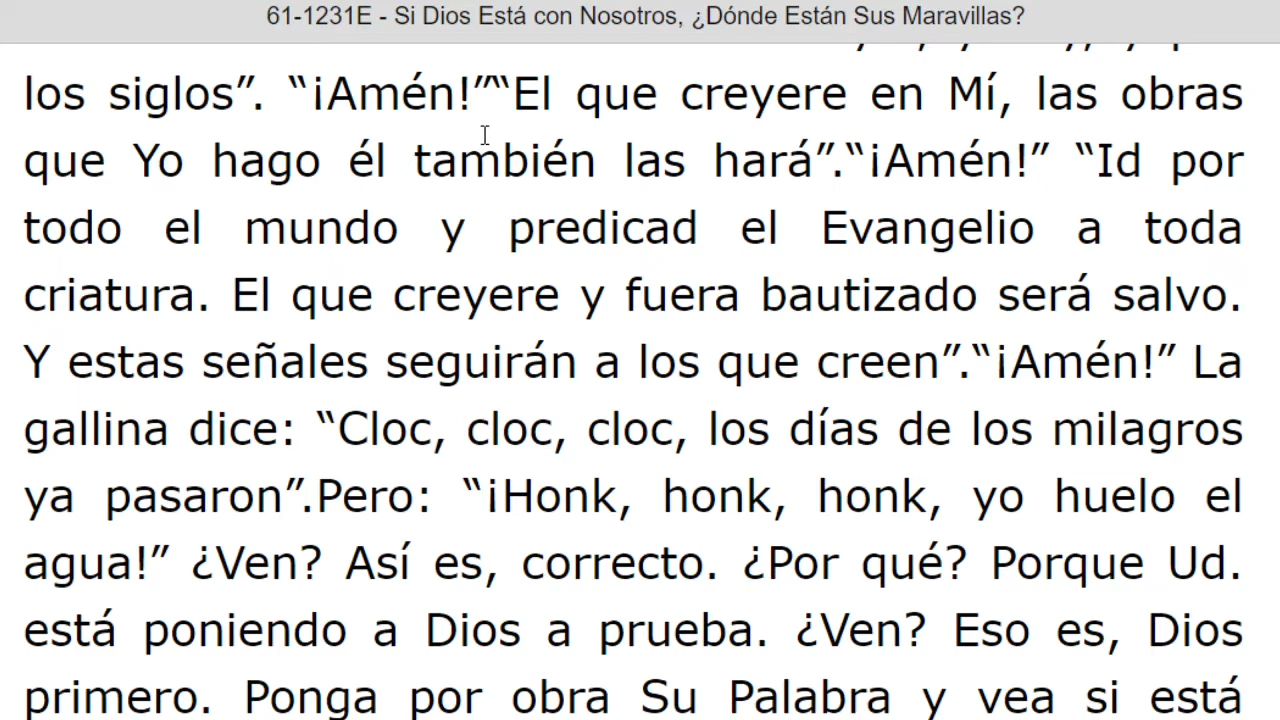 61-1231E - Si Dios Está con Nosotros, ¿Dónde Están Sus Maravillas?
los siglos”. “¡Amén!”“El que creyere en Mí, las obras
que Yo hago él también las hará”.“¡Amén!” “Id por
todo el mundo y predicad el Evangelio a toda
criatura. El que creyere y fuera bautizado será salvo.
Y estas señales seguirán a los que creen”.“¡Amén!” La
gallina dice: “Cloc, cloc, cloc, los días de los milagros
ya pasaron”.Pero: “¡Honk, honk, honk, yo huelo el
agua!” ¿Ven? Así es, correcto. ¿Por qué? Porque Ud.
está poniendo a Dios a prueba. ¿Ven? Eso es, Dios
primero. Ponga por obra Su Palabra y vea si está